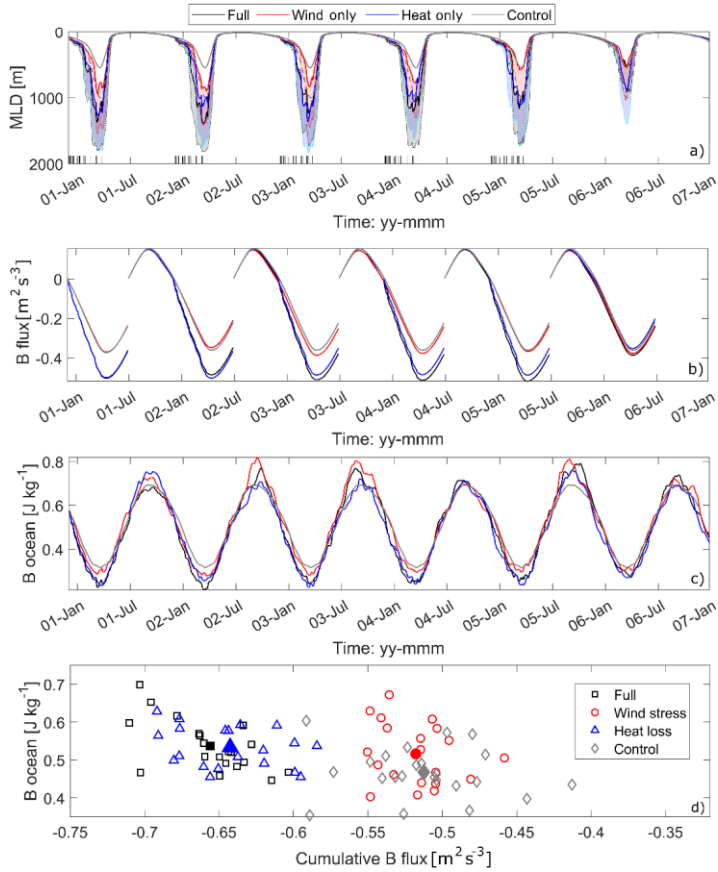 Full Wind only Heat only Control
0
1000
2000
MLD [m]
a)
01-Jan 01-Jul 02-Jan 02-Jul 03-Jan 03-Jul 04-Jan 04-Jul 05-Jan 05-Jul 06-Jan 06-Jul 07-Jan
Time: yy-mmm
0
-0.2
-0.4
B flux[m² s⁻³]
b)
01-Jan 01-Jul 02-Jan 02-Jul 03-Jan 03-Jul 04-Jan 04-Jul 05-Jan 05-Jul 06-Jan 06-Jul 07-Jan
Time: yy-mmm
0.8
0.6
0.4
B ocean [J kg⁻¹]
c)
01-Jan 01-Jul 02-Jan 02-Jul 03-Jan 03-Jul 04-Jan 04-Jul 05-Jan 05-Jul 06-Jan 06-Jul 07-Jan
Time: yy-mmm
0.7
0.6
0.5
0.4
B ocean [J kg⁻¹]
Full
Wind stress
Heat loss
Control
d)
-0.75 -0.7 -0.65 -0.6 -0.55 -0.5 -0.45 -0.4 -0.35
Cumulative B flux [m² s⁻³]